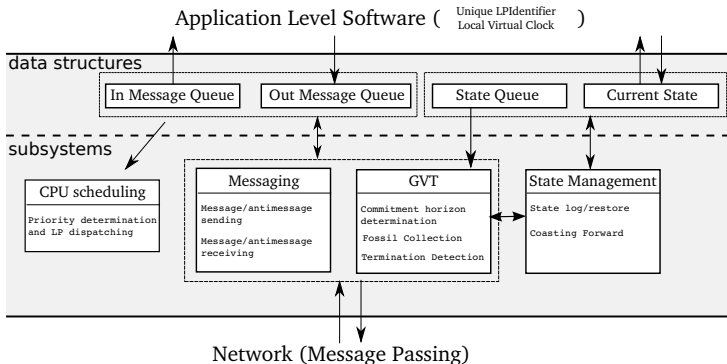 Application Level Software ( Unique LPIdentifier )
Local Virtual Clock
data structures
In Message Queue
Out Message Queue
State Queue
Current State
subsystems
CPU scheduling
Priority determination
and LP dispatching
Messaging
Message/antimessage
sending
Message/antimessage
receiving
GVT
Commitment horizon
determination
Fossil Collection
Termination Detection
State Management
State log/restore
Coasting Forward
Network (Message Passing)